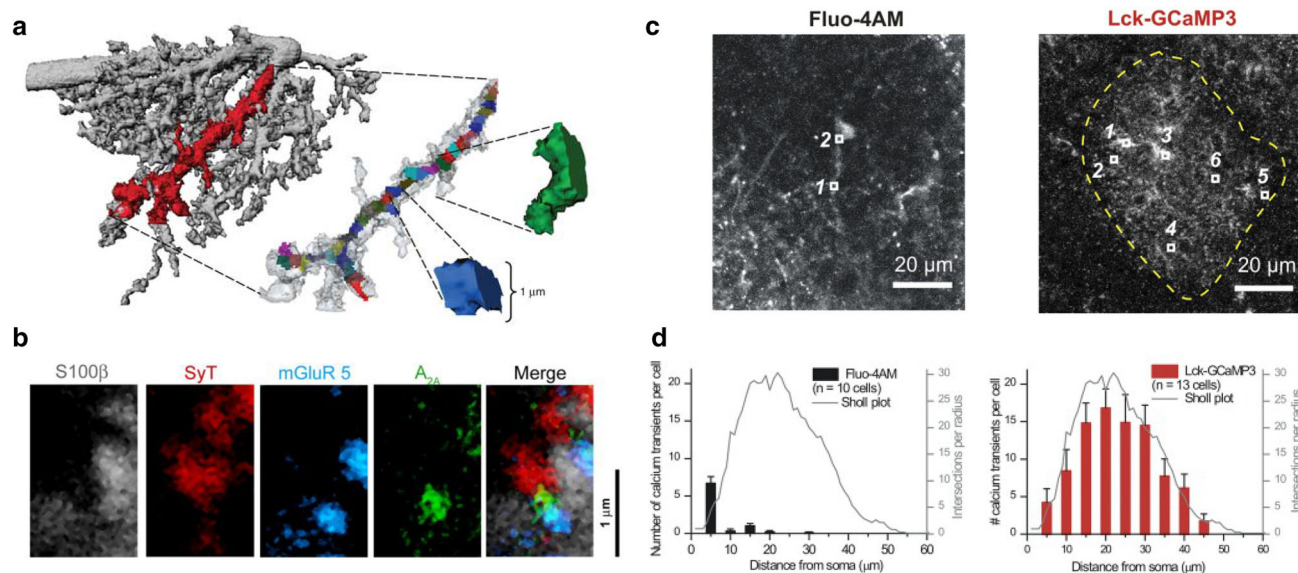 a
1 μm
b
S100β
SyT
mGluR 5
A2A
Merge
1 μm
c
Fluo-4AM
2
1
20 μm
Lck-GCaMP3
1
2
3
6
5
4
20 μm
d
Number of calcium transients per cell
20
15
10
5
0
Fluo-4AM
(n = 10 cells)
Sholl plot
30
25
20
15
10
5
0
Intersections per radius
0 10 20 30 40 50 60
Distance from soma (μm)
# calcium transients per cell
20
15
10
5
0
Lck-GCaMP3
(n = 13 cells)
Sholl plot
30
25
20
15
10
5
0
Intersections per radius
0 10 20 30 40 50 60
Distance from soma (μm)